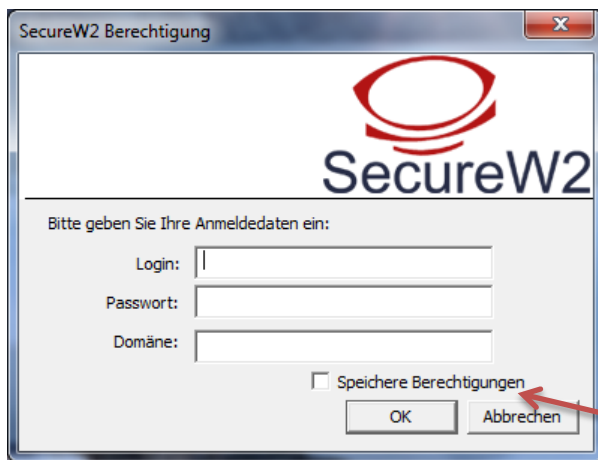 SecureW2 Berechtigung
SecureW2
Bitte geben Sie Ihre Anmeldedaten ein:
Login:
Passwort:
Domäne:
Speichere Berechtigungen
OK Abbrechen